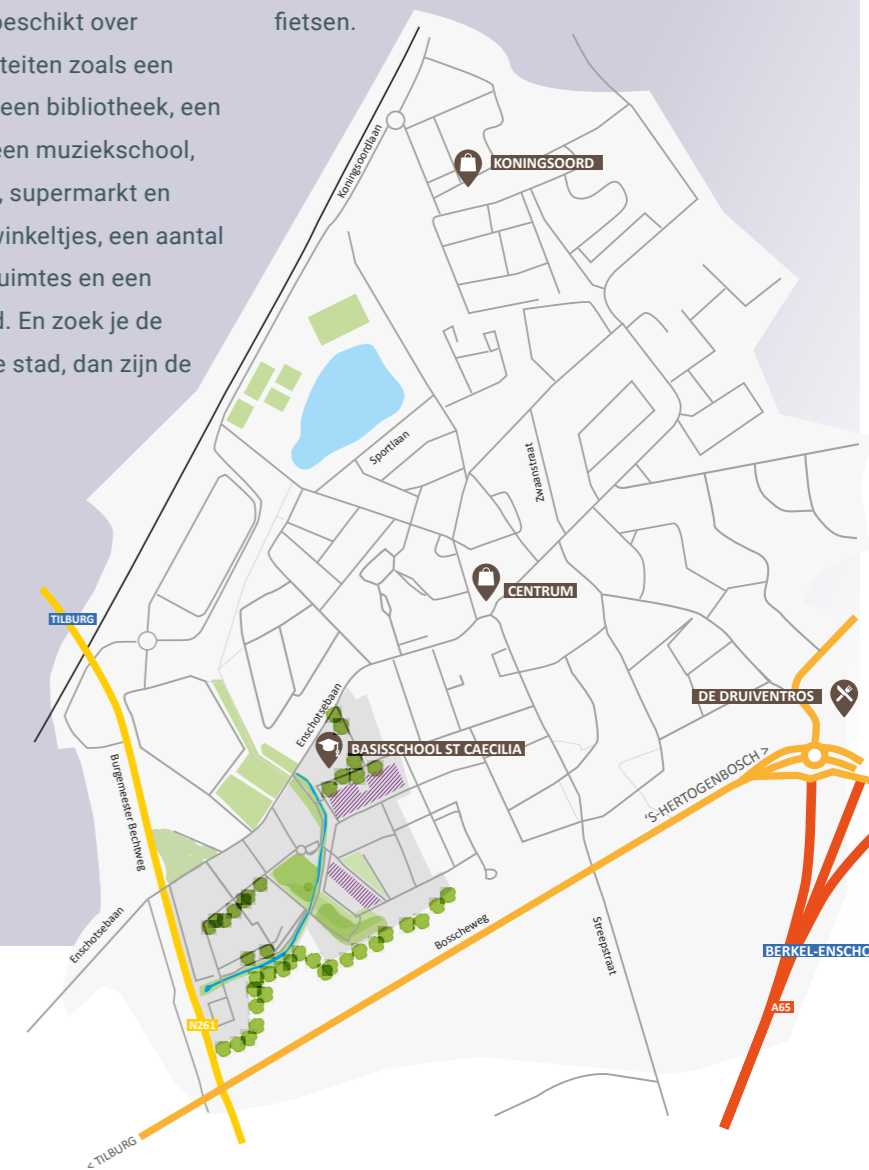 beschikt over
teiten zoals een
een bibliotheek, een
een muziekschool,
, supermarkt en
winkeltjes, een aantal
uimtes en een
d. En zoek je de
e stad, dan zijn de
fietsen.
Koningsoordlaan
KONINGSOORD
Sportlaan
Zwaanstraat
CENTRUM
TILBURG
DE DRUIVENTROS
Enschotsebaan
BASISSCHOOL ST CAECILIA
'S-HERTOGENBOSCH >
Burgemeester Bechtweg
Enschotsebaan
Bosscheweg
Streepstraat
BERKEL-ENSCHO
A65
N261
< TILBURG